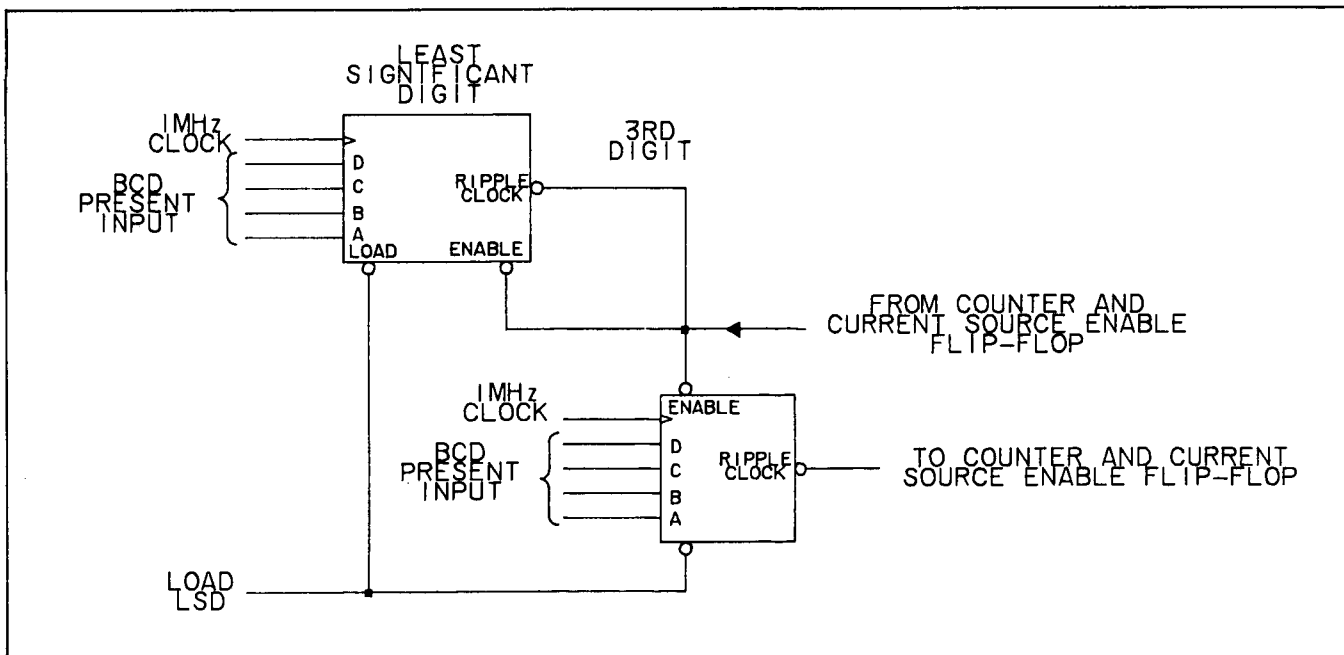 LEAST
SIGNIFICANT
DIGIT
1MHz
CLOCK
BCD
PRESENT
INPUT
D
C
B
A
LOAD
ENABLE
RIPPLE
CLOCK
3RD
DIGIT
FROM COUNTER AND
CURRENT SOURCE ENABLE
FLIP-FLOP
1MHz
CLOCK
BCD
PRESENT
INPUT
ENABLE
D
C
B
A
RIPPLE
CLOCK
TO COUNTER AND CURRENT
SOURCE ENABLE FLIP-FLOP
LOAD
LSD